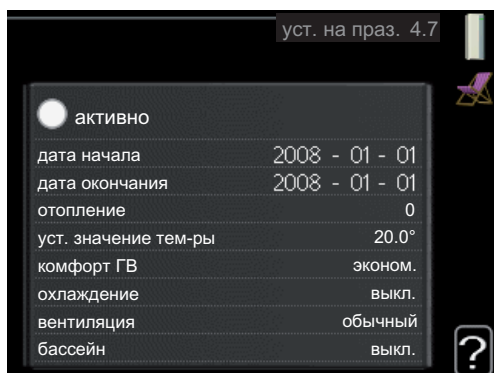 уст. на праз. 4.7
активно
дата начала 2008 - 01 - 01
дата окончания 2008 - 01 - 01
отопление 0
уст. значение тем-ры 20.0°
комфорт ГВ эконом.
охлаждение выкл.
вентиляция обычный
бассейн выкл.
?